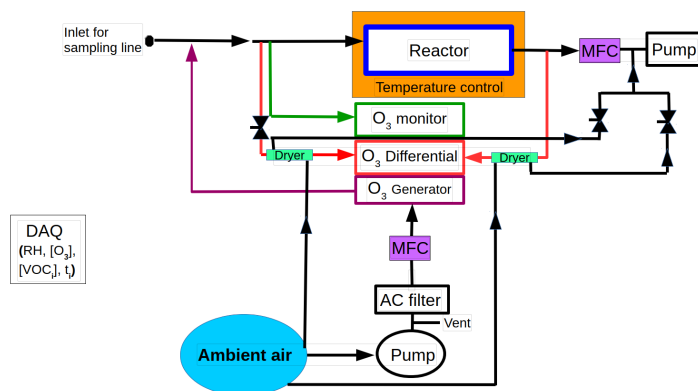 Inlet for
sampling line
Reactor
Temperature control
MFC
Pump
O₃ monitor
O₃ Differential
Dryer
Dryer
O₃ Generator
MFC
DAQ
(RH, [O₃],
[VOCᵢ], tᵢ)
AC filter
Vent
Ambient air
Pump